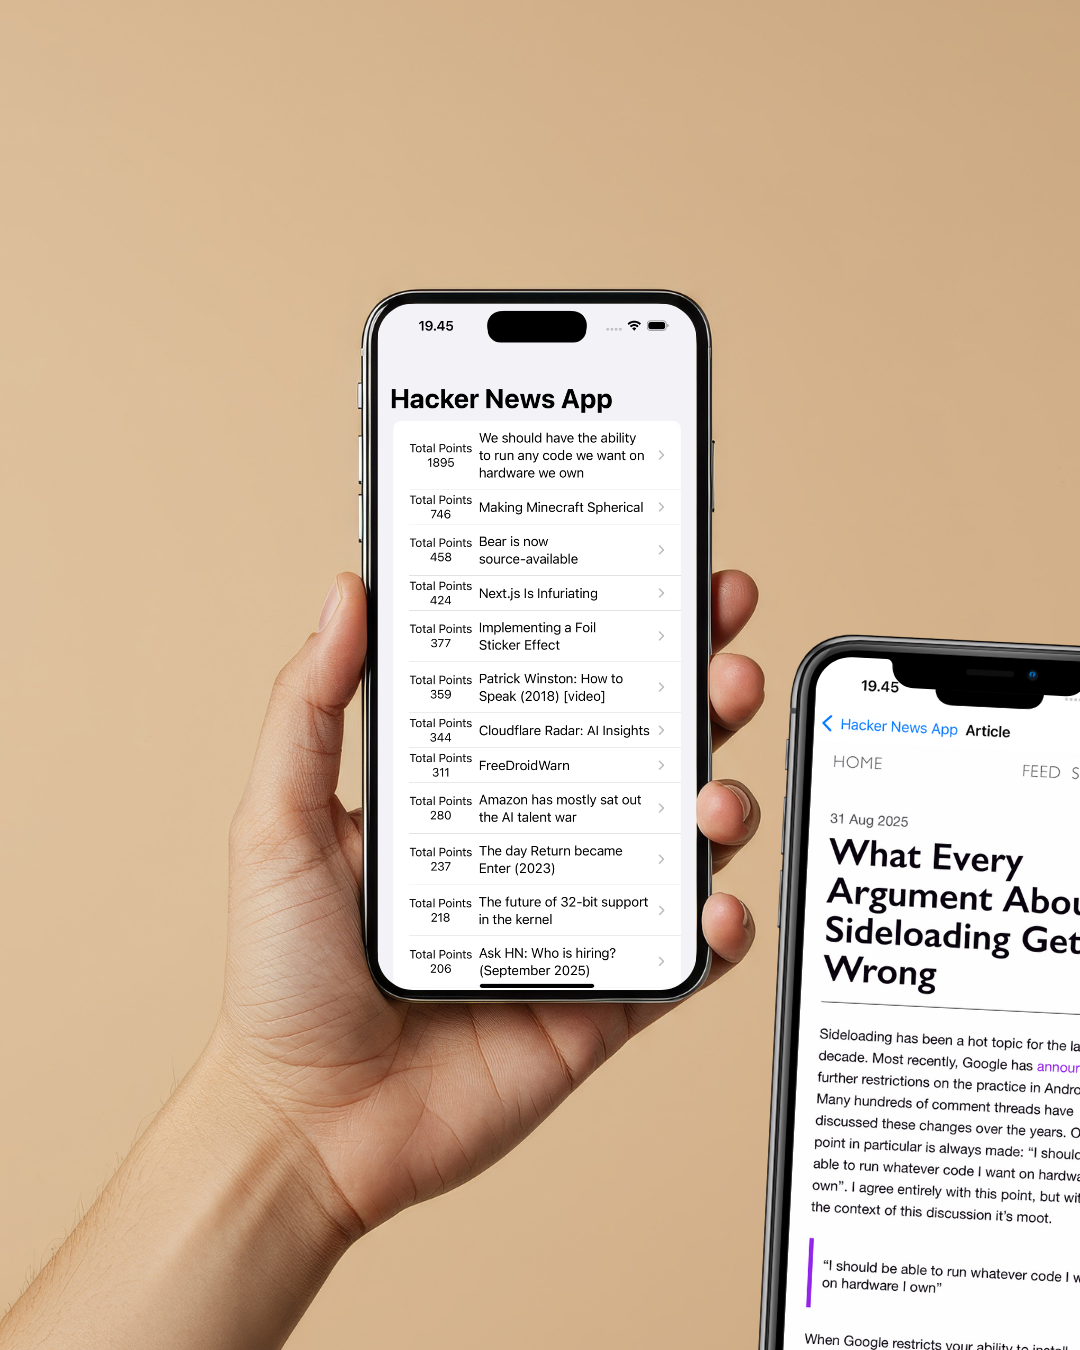 19.45
Hacker News App
Total Points
1895
We should have the ability
to run any code we want on
hardware we own
Total Points
746
Making Minecraft Spherical
Total Points
458
Bear is now
source-available
Total Points
424
Next.js Is Infuriating
Total Points
377
Implementing a Foil
Sticker Effect
Total Points
359
Patrick Winston: How to
Speak (2018) [video]
Total Points
344
Cloudflare Radar: AI Insights
Total Points
311
FreeDroidWarn
Total Points
280
Amazon has mostly sat out
the AI talent war
Total Points
237
The day Return became
Enter (2023)
Total Points
218
The future of 32-bit support
in the kernel
Total Points
206
Ask HN: Who is hiring?
(September 2025)
19.45
Hacker News App Article
HOME FEED S
31 Aug 2025
What Every
Argument Abou
Sideloading Get
Wrong
Sideloading has been a hot topic for the la
decade. Most recently, Google has announ
further restrictions on the practice in Andro
Many hundreds of comment threads have
discussed these changes over the years. O
point in particular is always made: “I should
able to run whatever code I want on hardwa
own”. I agree entirely with this point, but wit
the context of this discussion it’s moot.
“I should be able to run whatever code I w
on hardware I own”
When Google restricts your ability to install